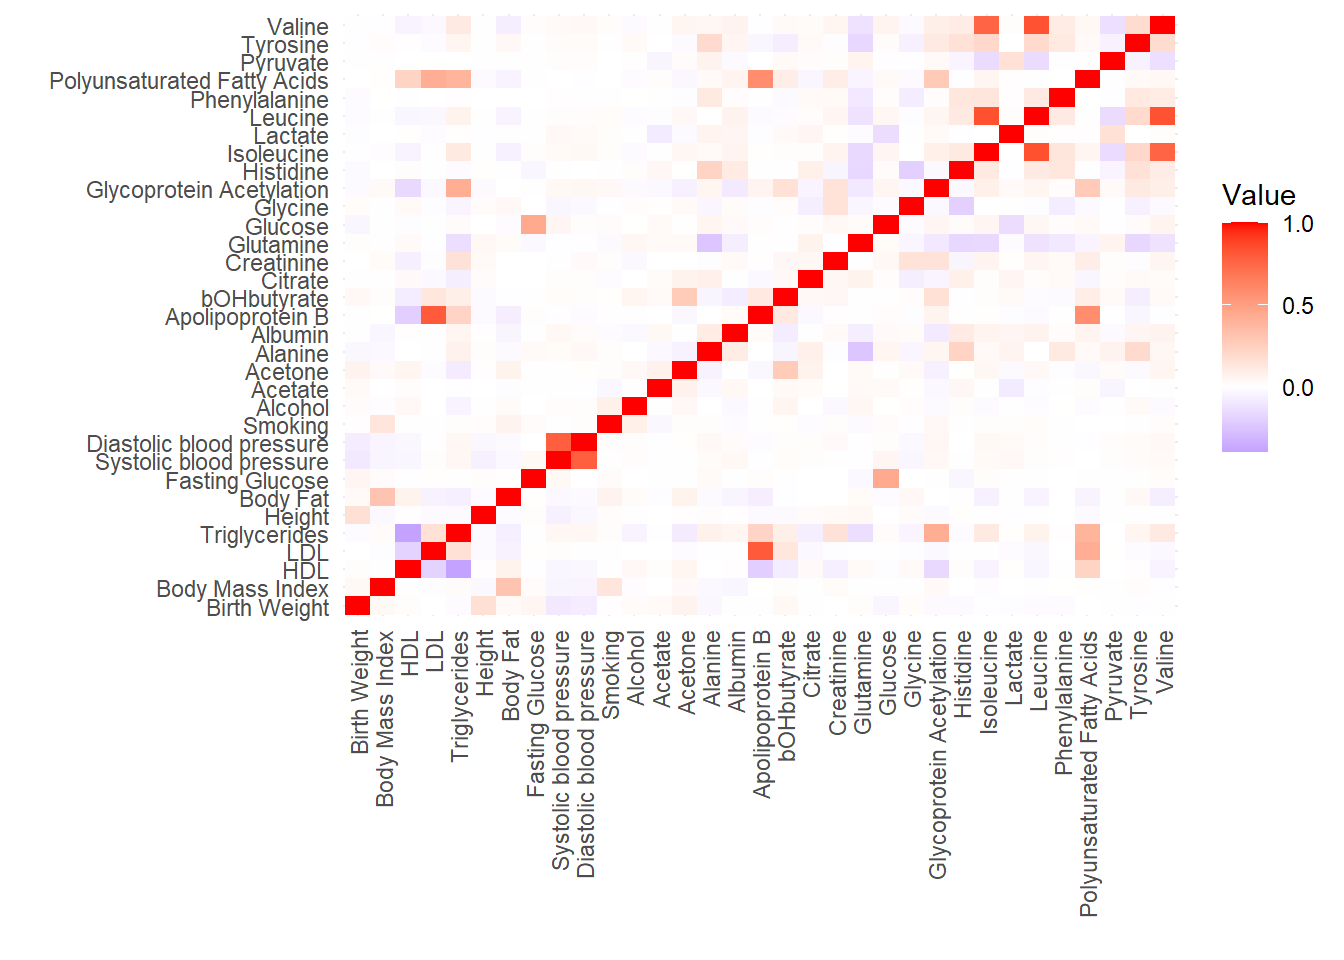 Valine
Tyrosine
Pyruvate
Polyunsaturated Fatty Acids
Phenylalanine
Leucine
Lactate
Isoleucine
Histidine
Glycoprotein Acetylation
Glycine
Glucose
Glutamine
Creatinine
Citrate
bOHbutyrate
Apolipoprotein B
Albumin
Alanine
Acetone
Acetate
Alcohol
Smoking
Diastolic blood pressure
Systolic blood pressure
Fasting Glucose
Body Fat
Height
Triglycerides
LDL
HDL
Body Mass Index
Birth Weight
Birth Weight
Body Mass Index
HDL
LDL
Triglycerides
Height
Body Fat
Fasting Glucose
Systolic blood pressure
Diastolic blood pressure
Smoking
Alcohol
Acetate
Acetone
Alanine
Albumin
Apolipoprotein B
bOHbutyrate
Citrate
Creatinine
Glutamine
Glucose
Glycine
Glycoprotein Acetylation
Histidine
Isoleucine
Lactate
Leucine
Phenylalanine
Polyunsaturated Fatty Acids
Pyruvate
Tyrosine
Valine
Value
1.0
0.5
0.0